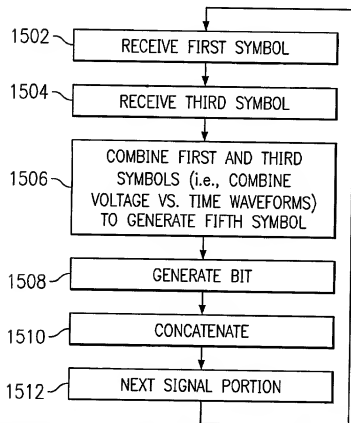 1502
RECEIVE FIRST SYMBOL
1504
RECEIVE THIRD SYMBOL
1506
COMBINE FIRST AND THIRD
SYMBOLS (i.e., COMBINE
VOLTAGE VS. TIME WAVEFORMS)
TO GENERATE FIFTH SYMBOL
1508
GENERATE BIT
1510
CONCATENATE
1512
NEXT SIGNAL PORTION